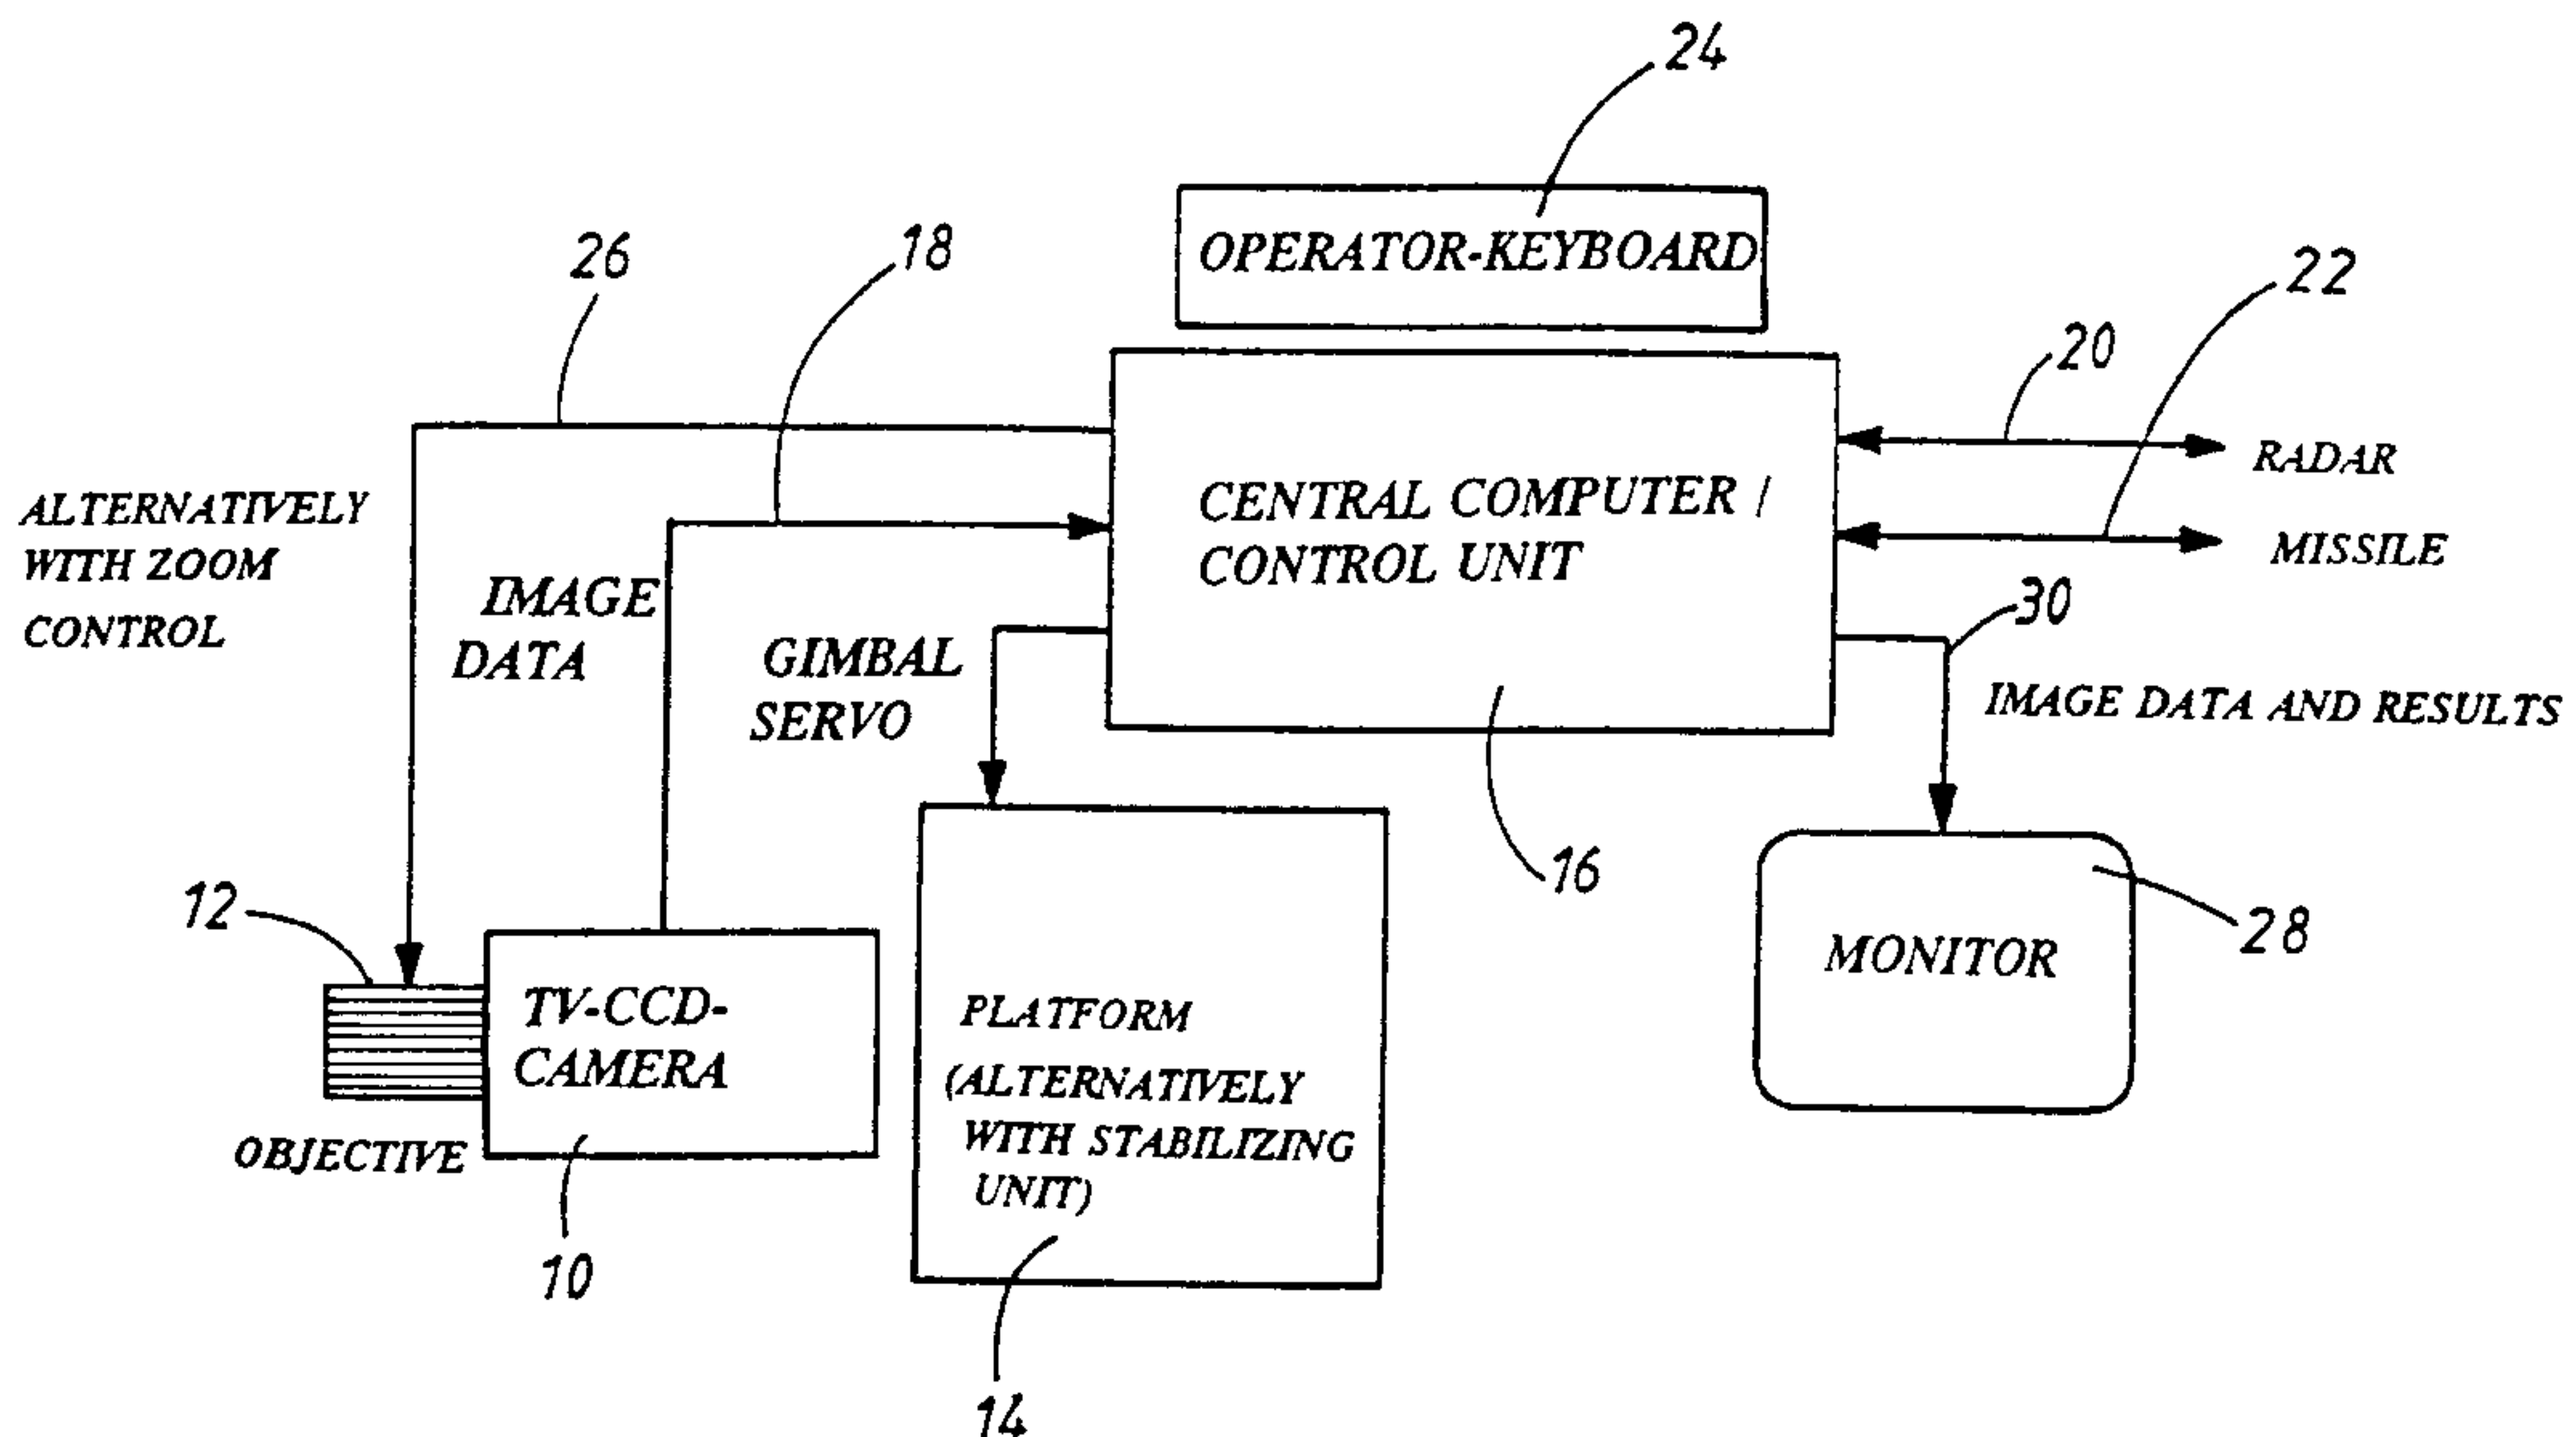 24
OPERATOR-KEYBOARD
26
18
22
20
RADAR
MISSILE
CENTRAL COMPUTER /
CONTROL UNIT
ALTERNATIVELY
WITH ZOOM
CONTROL
IMAGE
DATA
GIMBAL
SERVO
30
IMAGE DATA AND RESULTS
16
12
TV-CCD-
CAMERA
OBJECTIVE
10
PLATFORM
(ALTERNATIVELY
WITH STABILIZING
UNIT)
14
MONITOR
28